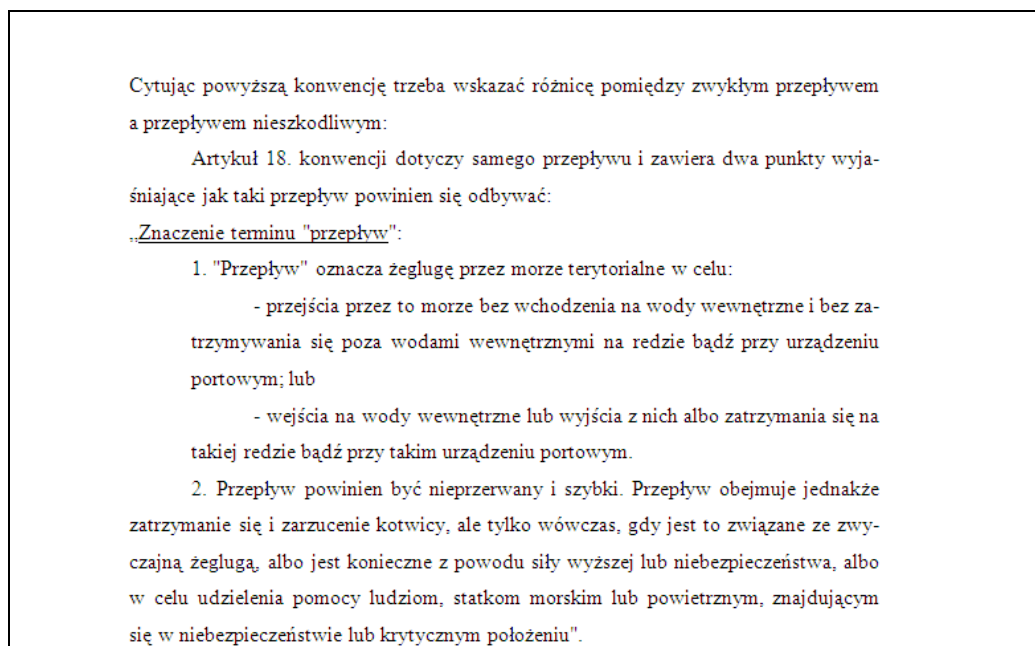 Cytując powyższą konwencję trzeba wskazać różnicę pomiędzy zwykłym przepływem
a przepływem nieszkodliwym:
Artykuł 18. konwencji dotyczy samego przepływu i zawiera dwa punkty wyja-
śniające jak taki przepływ powinien się odbywać:
„Znaczenie terminu "przepływ":
1. "Przepływ" oznacza żeglugę przez morze terytorialne w celu:
- przejścia przez to morze bez wchodzenia na wody wewnętrzne i bez za-
trzymywania się poza wodami wewnętrznymi na redzie bądź przy urządzeniu
portowym; lub
- wejścia na wody wewnętrzne lub wyjścia z nich albo zatrzymania się na
takiej redzie bądź przy takim urządzeniu portowym.
2. Przepływ powinien być nieprzerwany i szybki. Przepływ obejmuje jednakże
zatrzymanie się i zarzucenie kotwicy, ale tylko wówczas, gdy jest to związane ze zwy-
czajną żeglugą, albo jest konieczne z powodu siły wyższej lub niebezpieczeństwa, albo
w celu udzielenia pomocy ludziom, statkom morskim lub powietrznym, znajdującym
się w niebezpieczeństwie lub krytycznym położeniu".